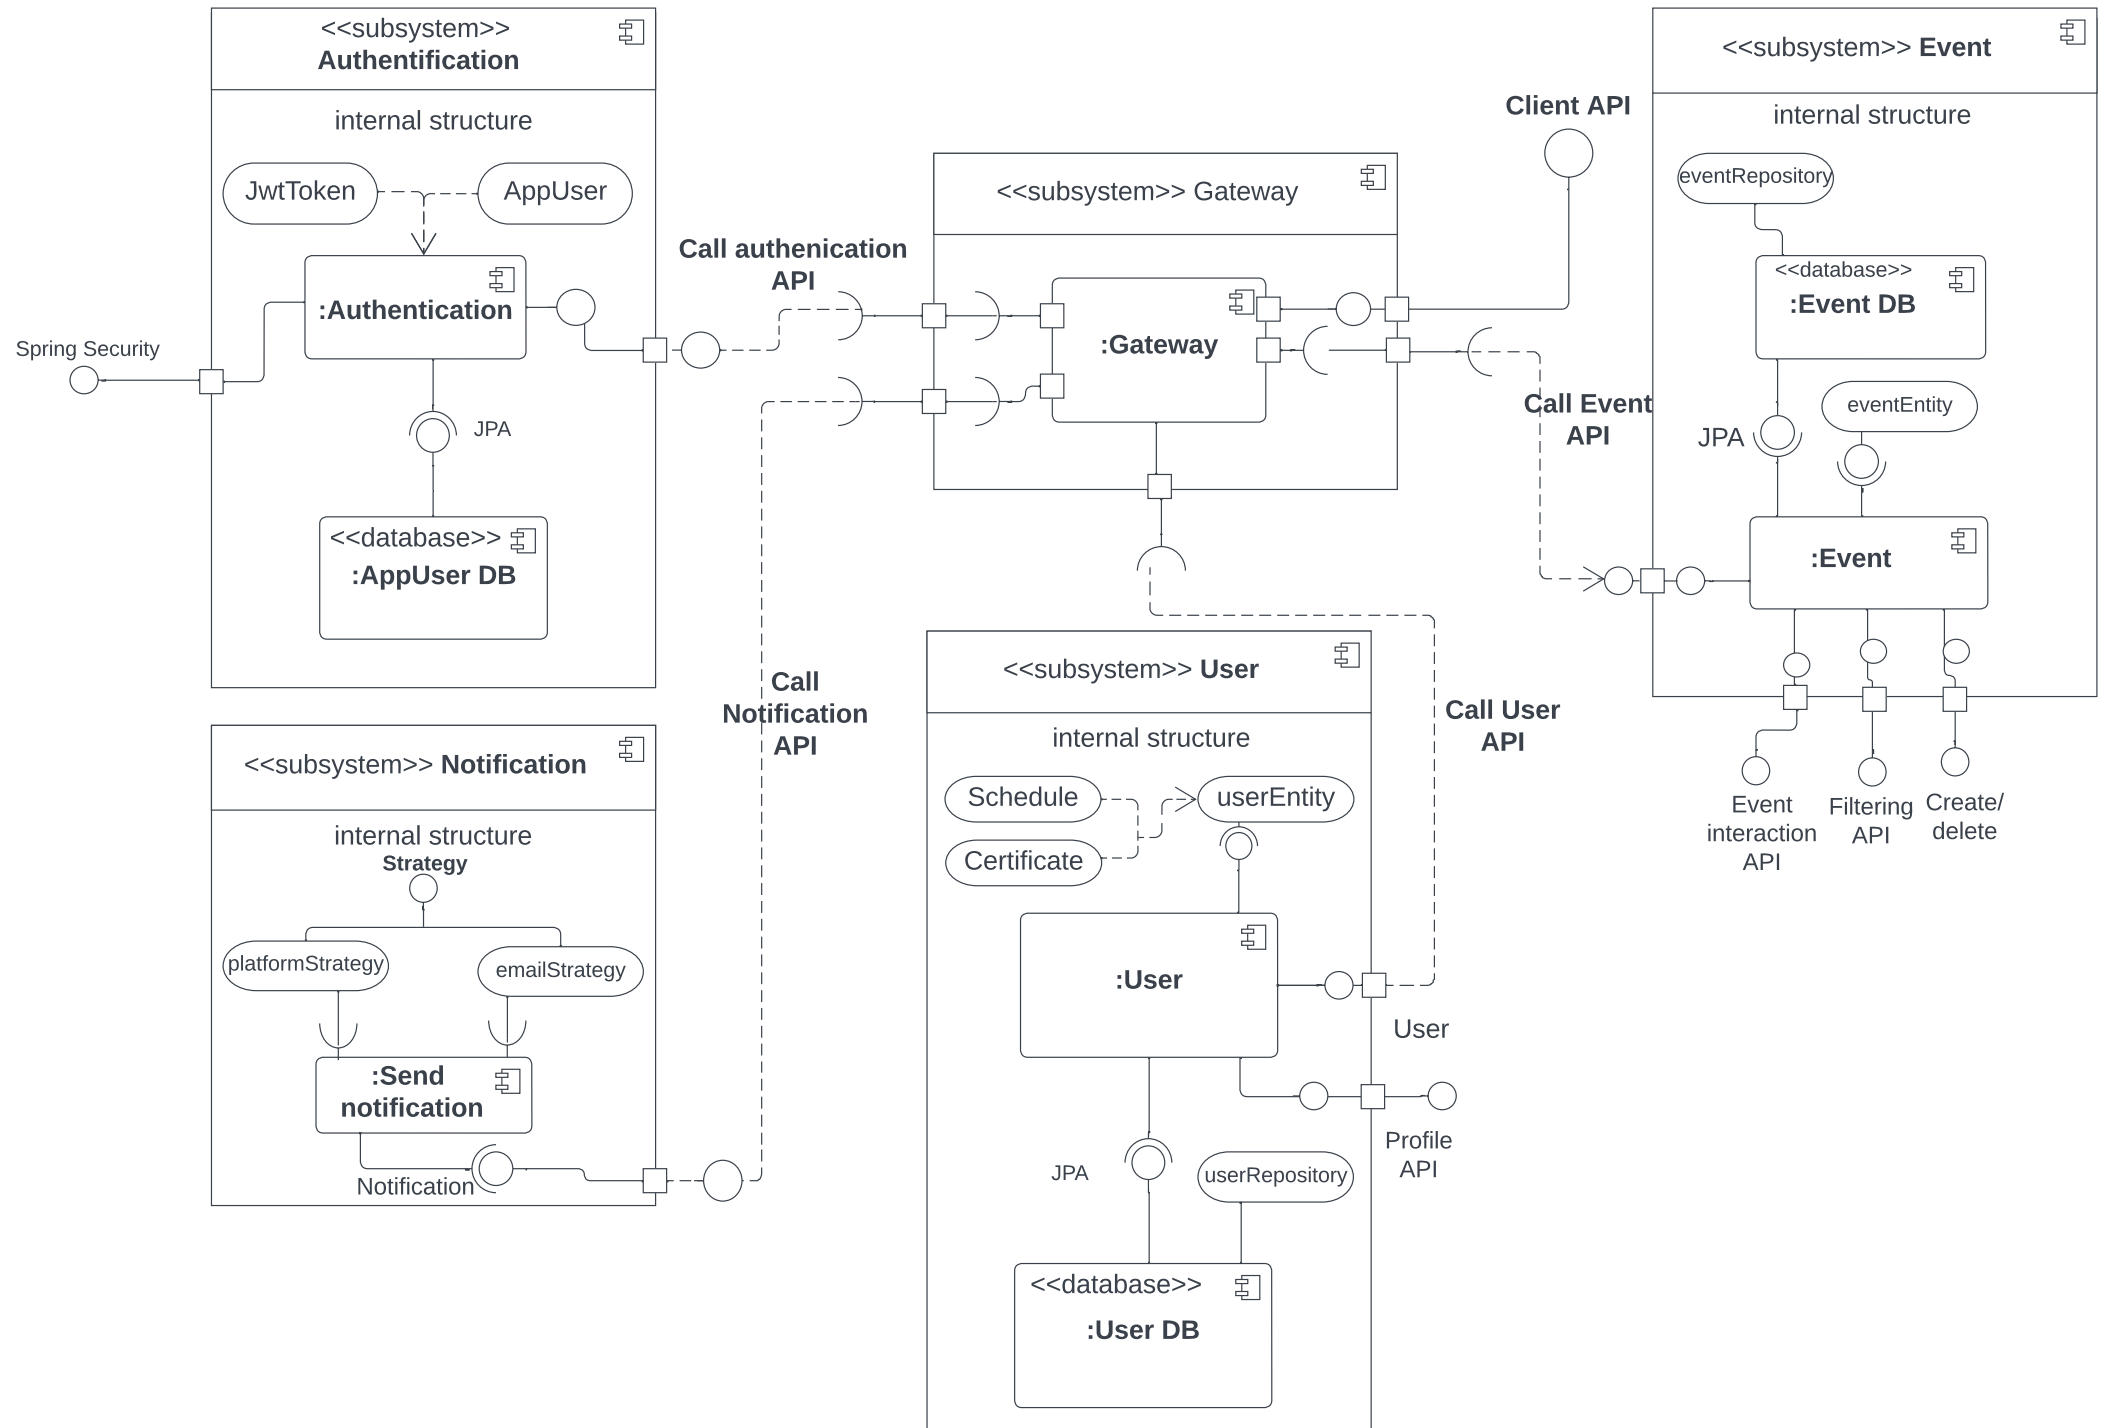 <<subsystem>>
Authentification
internal structure
JwtToken
AppUser
:Authentication
Spring Security
JPA
<<database>>
:AppUser DB
Call authenication
API
<<subsystem>> Gateway
:Gateway
Client API
Call Event
API
<<subsystem>> Event
internal structure
eventRepository
<<database>>
:Event DB
eventEntity
JPA
:Event
Event
interaction
API
Filtering
API
Create/
delete
<<subsystem>> Notification
internal structure
Strategy
platformStrategy
emailStrategy
:Send
notification
Notification
Call
Notification
API
<<subsystem>> User
internal structure
Schedule
userEntity
Certificate
:User
Call User
API
User
Profile
API
JPA
userRepository
<<database>>
:User DB